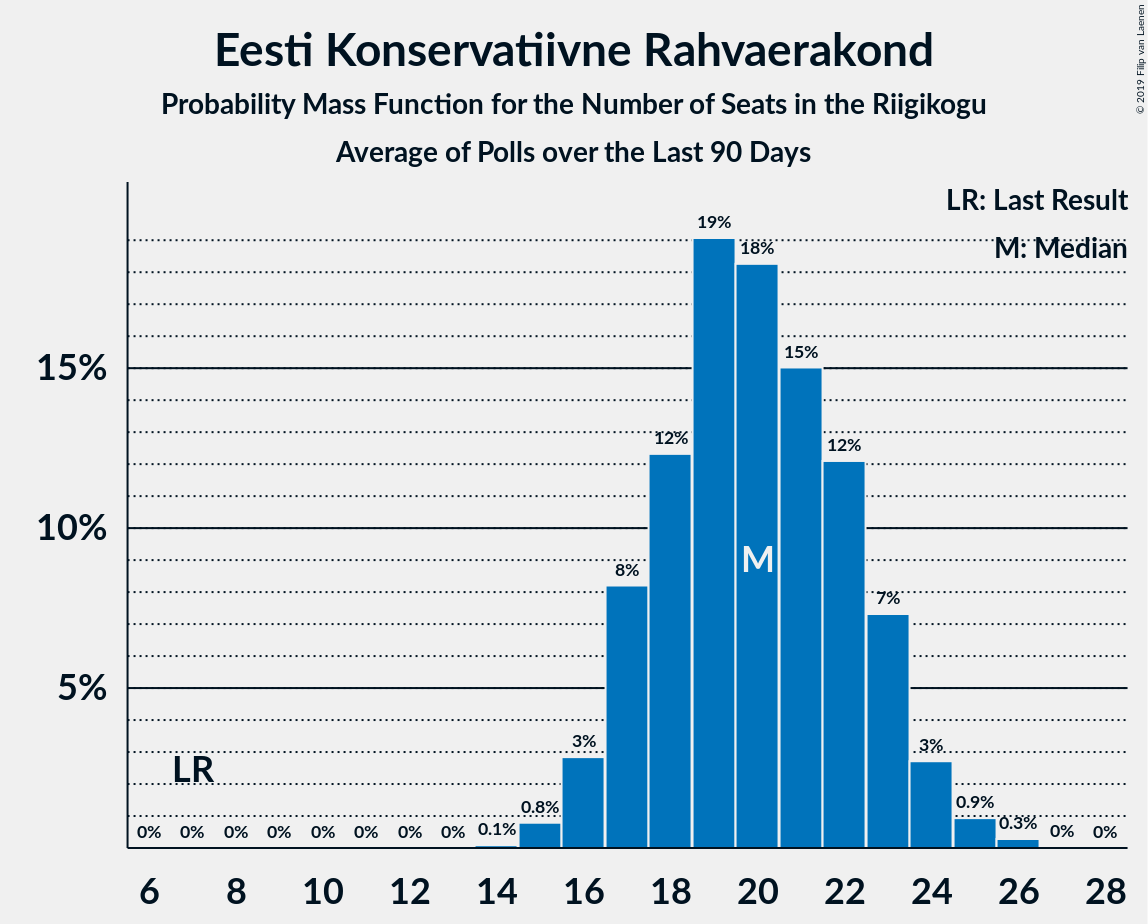 Eesti Konservatiivne Rahvaerakond
Probability Mass Function for the Number of Seats in the Riigikogu
Average of Polls over the Last 90 Days
© 2019 Filip van Laenen
LR: Last Result
M: Median
19%
18%
15%
15%
12%
12%
10%
M
8%
7%
5%
3%
3%
LR
0.8%
0.9%
0% 0% 0% 0% 0% 0% 0% 0% 0.1% 0.3% 0% 0%
6 8 10 12 14 16 18 20 22 24 26 28